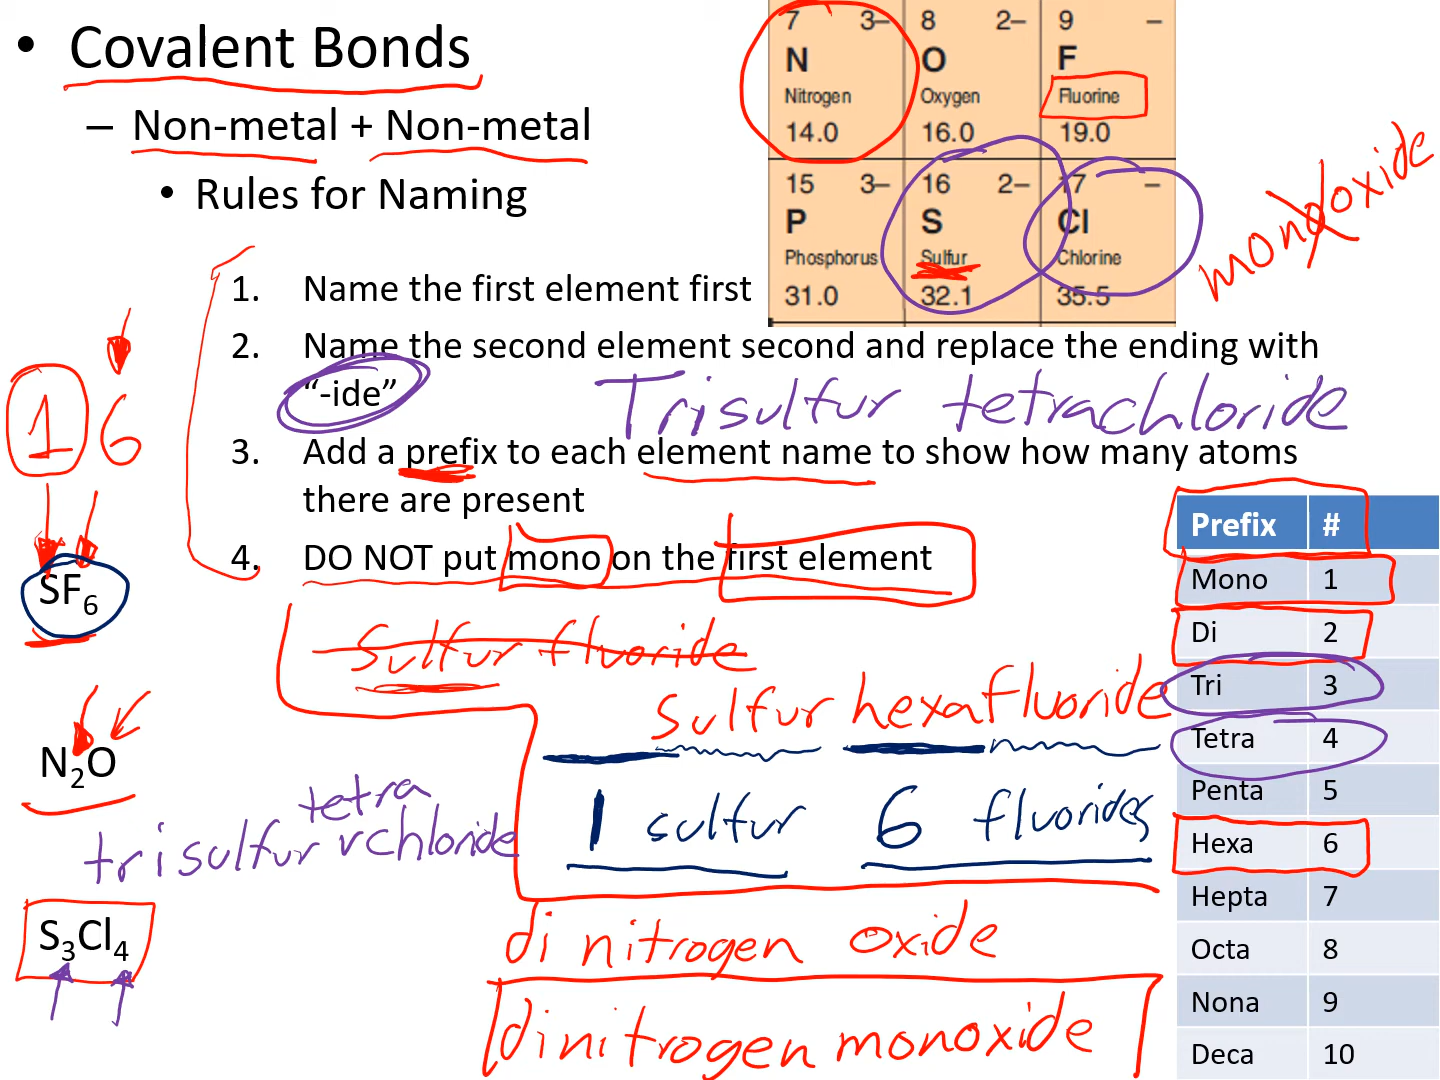 • Covalent Bonds
– Non-metal + Non-metal
• Rules for Naming
7 3– 8 2– 9 –
N O F
Nitrogen Oxygen Fluorine
14.0 16.0 19.0
15 3– 16 2– 17 –
P S Cl
Phosphorus Sulfur Chlorine
31.0 32.1 35.5
monooxide
1. Name the first element first
2. Name the second element second and replace the ending with
“-ide”
Trisulfur tetrachloride
3. Add a prefix to each element name to show how many atoms
there are present
4. DO NOT put mono on the first element
1 6
SF6
sulfur fluoride
sulfur hexafluoride
1 sulfur 6 fluorides
N2O
tetra
trisulfur chloride
S3Cl4
di nitrogen oxide
dinitrogen monoxide
Prefix #
Mono 1
Di 2
Tri 3
Tetra 4
Penta 5
Hexa 6
Hepta 7
Octa 8
Nona 9
Deca 10